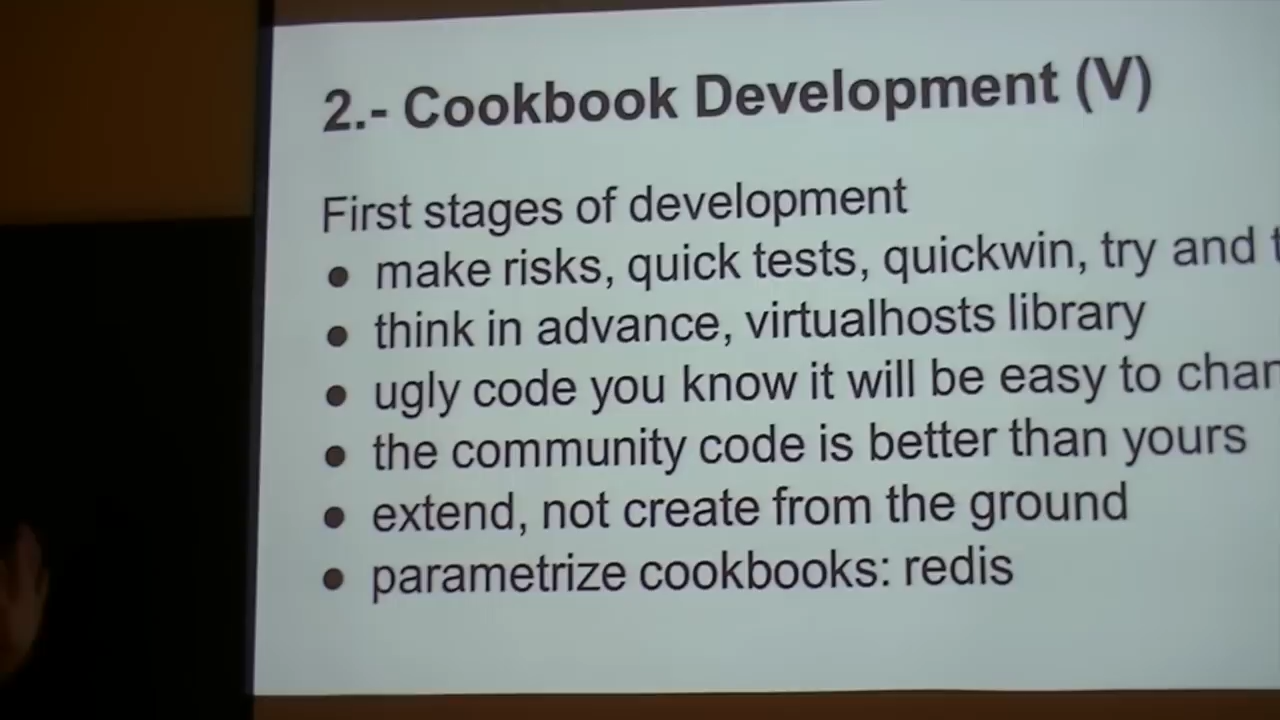 2.- Cookbook Development (V)
First stages of development
● make risks, quick tests, quickwin, try and
● think in advance, virtualhosts library
● ugly code you know it will be easy to
● the community code is better than yours
● extend, not create from the ground
● parametrize cookbooks: redis